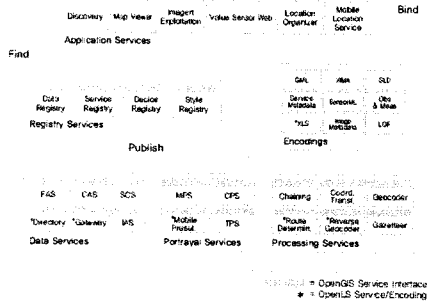 Bind
Discovery Map Viewer Imagery Exploitation Value Sensor Web Location Organizer Mobile Location Service
Application Services
Find
GML XIMA SLD
Data Registry Service Registry Device Registry Style Registry
Service Metadata SensorML Obs & Meas
*XLS Image Metadata LOF
Registry Services
Encodings
Publish
FAS CAS SCS MPS CPS Chaining Coord. Transf. Geocoder
*Directory *Gateway IAS *Mobile Presut. TPS *Route Determin. *Reverse Geocoder Gazetteer
Data Services Portrayal Services Processing Services
= OpenGIS Service Interface
* = OpenLS Service/Encoding